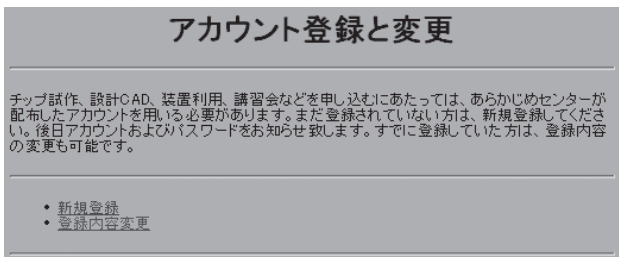 アカウント登録と変更
チップ試作、設計CAD、装置利用、講習会などを申し込むにあたっては、あらかじめセンターが
配布したアカウントを用いる必要があります。まだ登録されていない方は、新規登録してくださ
い。後日アカウントおよびパスワードをお知らせ致します。すでに登録していた方は、登録内容
の変更も可能です。
• 新規登録
• 登録内容変更